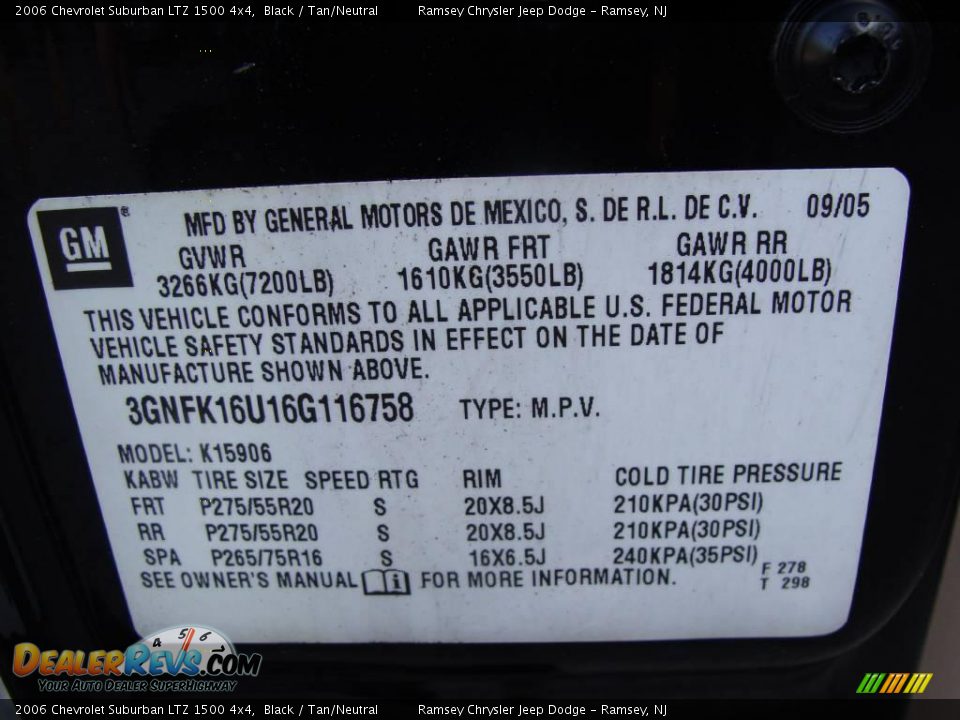 2006 Chevrolet Suburban LTZ 1500 4x4, Black / Tan/Neutral Ramsey Chrysler Jeep Dodge – Ramsey, NJ
GM®
MFD BY GENERAL MOTORS DE MEXICO, S. DE R.L. DE C.V. 09/05
GVWR GAWR FRT GAWR RR
3266KG(7200LB) 1610KG(3550LB) 1814KG(4000LB)
THIS VEHICLE CONFORMS TO ALL APPLICABLE U.S. FEDERAL MOTOR
VEHICLE SAFETY STANDARDS IN EFFECT ON THE DATE OF
MANUFACTURE SHOWN ABOVE.
3GNFK16U16G116758 TYPE: M.P.V.
MODEL: K15906
KABW TIRE SIZE SPEED RTG RIM COLD TIRE PRESSURE
FRT P275/55R20 S 20X8.5J 210KPA(30PSI)
RR P275/55R20 S 20X8.5J 210KPA(30PSI)
SPA P265/75R16 S 16X6.5J 240KPA(35PSI)
SEE OWNER'S MANUAL i FOR MORE INFORMATION.
F 278
T 298
4 5 6
DEALERREVS.COM
YOUR AUTO DEALER SUPERHIGHWAY
2006 Chevrolet Suburban LTZ 1500 4x4, Black / Tan/Neutral Ramsey Chrysler Jeep Dodge – Ramsey, NJ